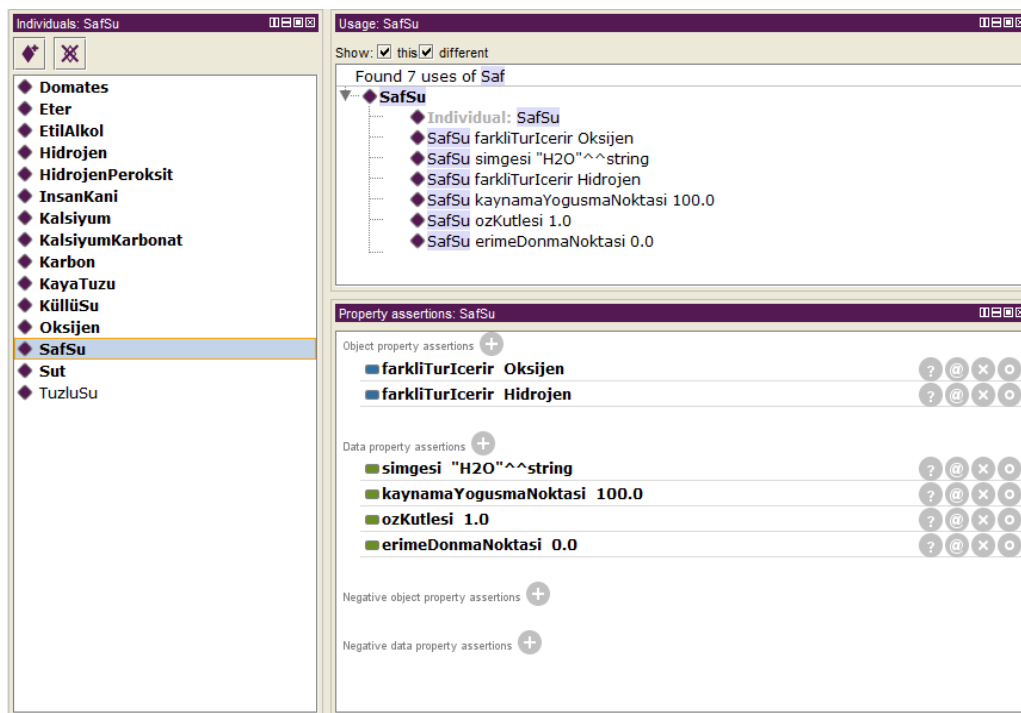 Individuals: SafSu
Domates
Eter
EtilAlkol
Hidrojen
HidrojenPeroksit
InsanKani
Kalsiyum
KalsiyumKarbonat
Karbon
KayaTuzu
KüllüSu
Oksijen
SafSu
Sut
TuzluSu
Usage: SafSu
Show: this different
Found 7 uses of Saf
SafSu
Individual: SafSu
SafSu farkliTurIcerir Oksijen
SafSu simgesi "H2O"^^string
SafSu farkliTurIcerir Hidrojen
SafSu kaynamaYogusmaNoktasi 100.0
SafSu ozKutlesi 1.0
SafSu erimeDonmaNoktasi 0.0
Property assertions: SafSu
Object property assertions
farkliTurIcerir Oksijen
farkliTurIcerir Hidrojen
Data property assertions
simgesi "H2O"^^string
kaynamaYogusmaNoktasi 100.0
ozKutlesi 1.0
erimeDonmaNoktasi 0.0
Negative object property assertions
Negative data property assertions